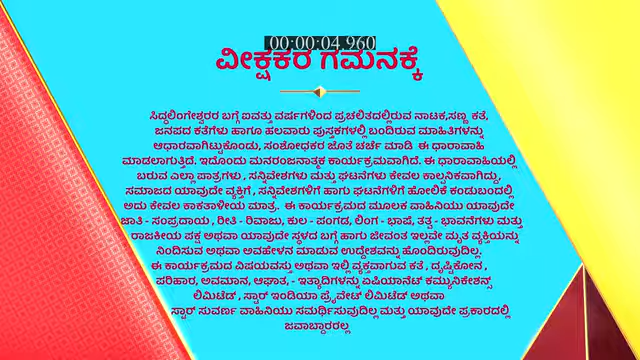 00:00:04.960
ವೀಕ್ಷಕರ ಗಮನಕ್ಕೆ
ಸಿದ್ಧಲಿಂಗೇಶ್ವರರ ಬಗ್ಗೆ ಐವತ್ತು ವರ್ಷಗಳಿಂದ ಪ್ರಚಲಿತದಲ್ಲಿರುವ ನಾಟಕ,ಸಣ್ಣ ಕತೆ,
ಜನಪದ ಕತೆಗಳು ಹಾಗೂ ಹಲವಾರು ಪುಸ್ತಕಗಳಲ್ಲಿ ಬಂದಿರುವ ಮಾಹಿತಿಗಳನ್ನು
ಆಧಾರವಾಗಿಟ್ಟುಕೊಂಡು, ಸಂಶೋಧಕರ ಜೊತೆ ಚರ್ಚೆ ಮಾಡಿ ಈ ಧಾರಾವಾಹಿ
ಮಾಡಲಾಗುತ್ತಿದೆ. ಇದೊಂದು ಮನರಂಜನಾತ್ಮಕ ಕಾರ್ಯಕ್ರಮವಾಗಿದೆ. ಈ ಧಾರಾವಾಹಿಯಲ್ಲಿ
ಬರುವ ಎಲ್ಲಾ ಪಾತ್ರಗಳು , ಸನ್ನಿವೇಶಗಳು ಮತ್ತು ಘಟನೆಗಳು ಕೇವಲ ಕಾಲ್ಪನಿಕವಾಗಿದ್ದು,
ಸಮಾಜದ ಯಾವುದೇ ವ್ಯಕ್ತಿಗೆ , ಸನ್ನಿವೇಶಗಳಿಗೆ ಹಾಗು ಘಟನೆಗಳಿಗೆ ಹೋಲಿಕೆ ಕಂಡುಬಂದಲ್ಲಿ
ಅದು ಕೇವಲ ಕಾಕತಾಳೀಯ ಮಾತ್ರ. ಈ ಕಾರ್ಯಕ್ರಮದ ಮೂಲಕ ವಾಹಿನಿಯು ಯಾವುದೇ
ಜಾತಿ - ಸಂಪ್ರದಾಯ , ರೀತಿ - ರಿವಾಜು, ಕುಲ - ಪಂಗಡ, ಲಿಂಗ - ಭಾಷೆ, ತತ್ವ - ಭಾವನೆಗಳು ಮತ್ತು
ರಾಜಕೀಯ ಪಕ್ಷ ಅಥವಾ ಯಾವುದೇ ಸ್ಥಳದ ಬಗ್ಗೆ ಹಾಗು ಜೀವಂತ ಇಲ್ಲವೇ ಮೃತ ವ್ಯಕ್ತಿಯನ್ನು
ನಿಂದಿಸುವ ಅಥವಾ ಅವಹೇಳನ ಮಾಡುವ ಉದ್ದೇಶವನ್ನು ಹೊಂದಿರುವುದಿಲ್ಲ.
ಈ ಕಾರ್ಯಕ್ರಮದ ವಿಷಯವಸ್ತು ಅಥವಾ ಇಲ್ಲಿ ವ್ಯಕ್ತವಾಗುವ ಕತೆ , ದೃಷ್ಟಿಕೋನ ,
ಪರಿಹಾರ, ಅವಮಾನ, ಆಘಾತ, - ಇತ್ಯಾದಿಗಳನ್ನು ಏಷಿಯಾನೆಟ್ ಕಮ್ಯುನಿಕೇಶನ್ಸ್
ಲಿಮಿಟೆಡ್ , ಸ್ಟಾರ್ ಇಂಡಿಯಾ ಪ್ರೈವೇಟ್ ಲಿಮಿಟೆಡ್ ಅಥವಾ
ಸ್ಟಾರ್ ಸುವರ್ಣ ವಾಹಿನಿಯು ಸಮರ್ಥಿಸುವುದಿಲ್ಲ ಮತ್ತು ಯಾವುದೇ ಪ್ರಕಾರದಲ್ಲಿ
ಜವಾಬ್ದಾರರಲ್ಲ